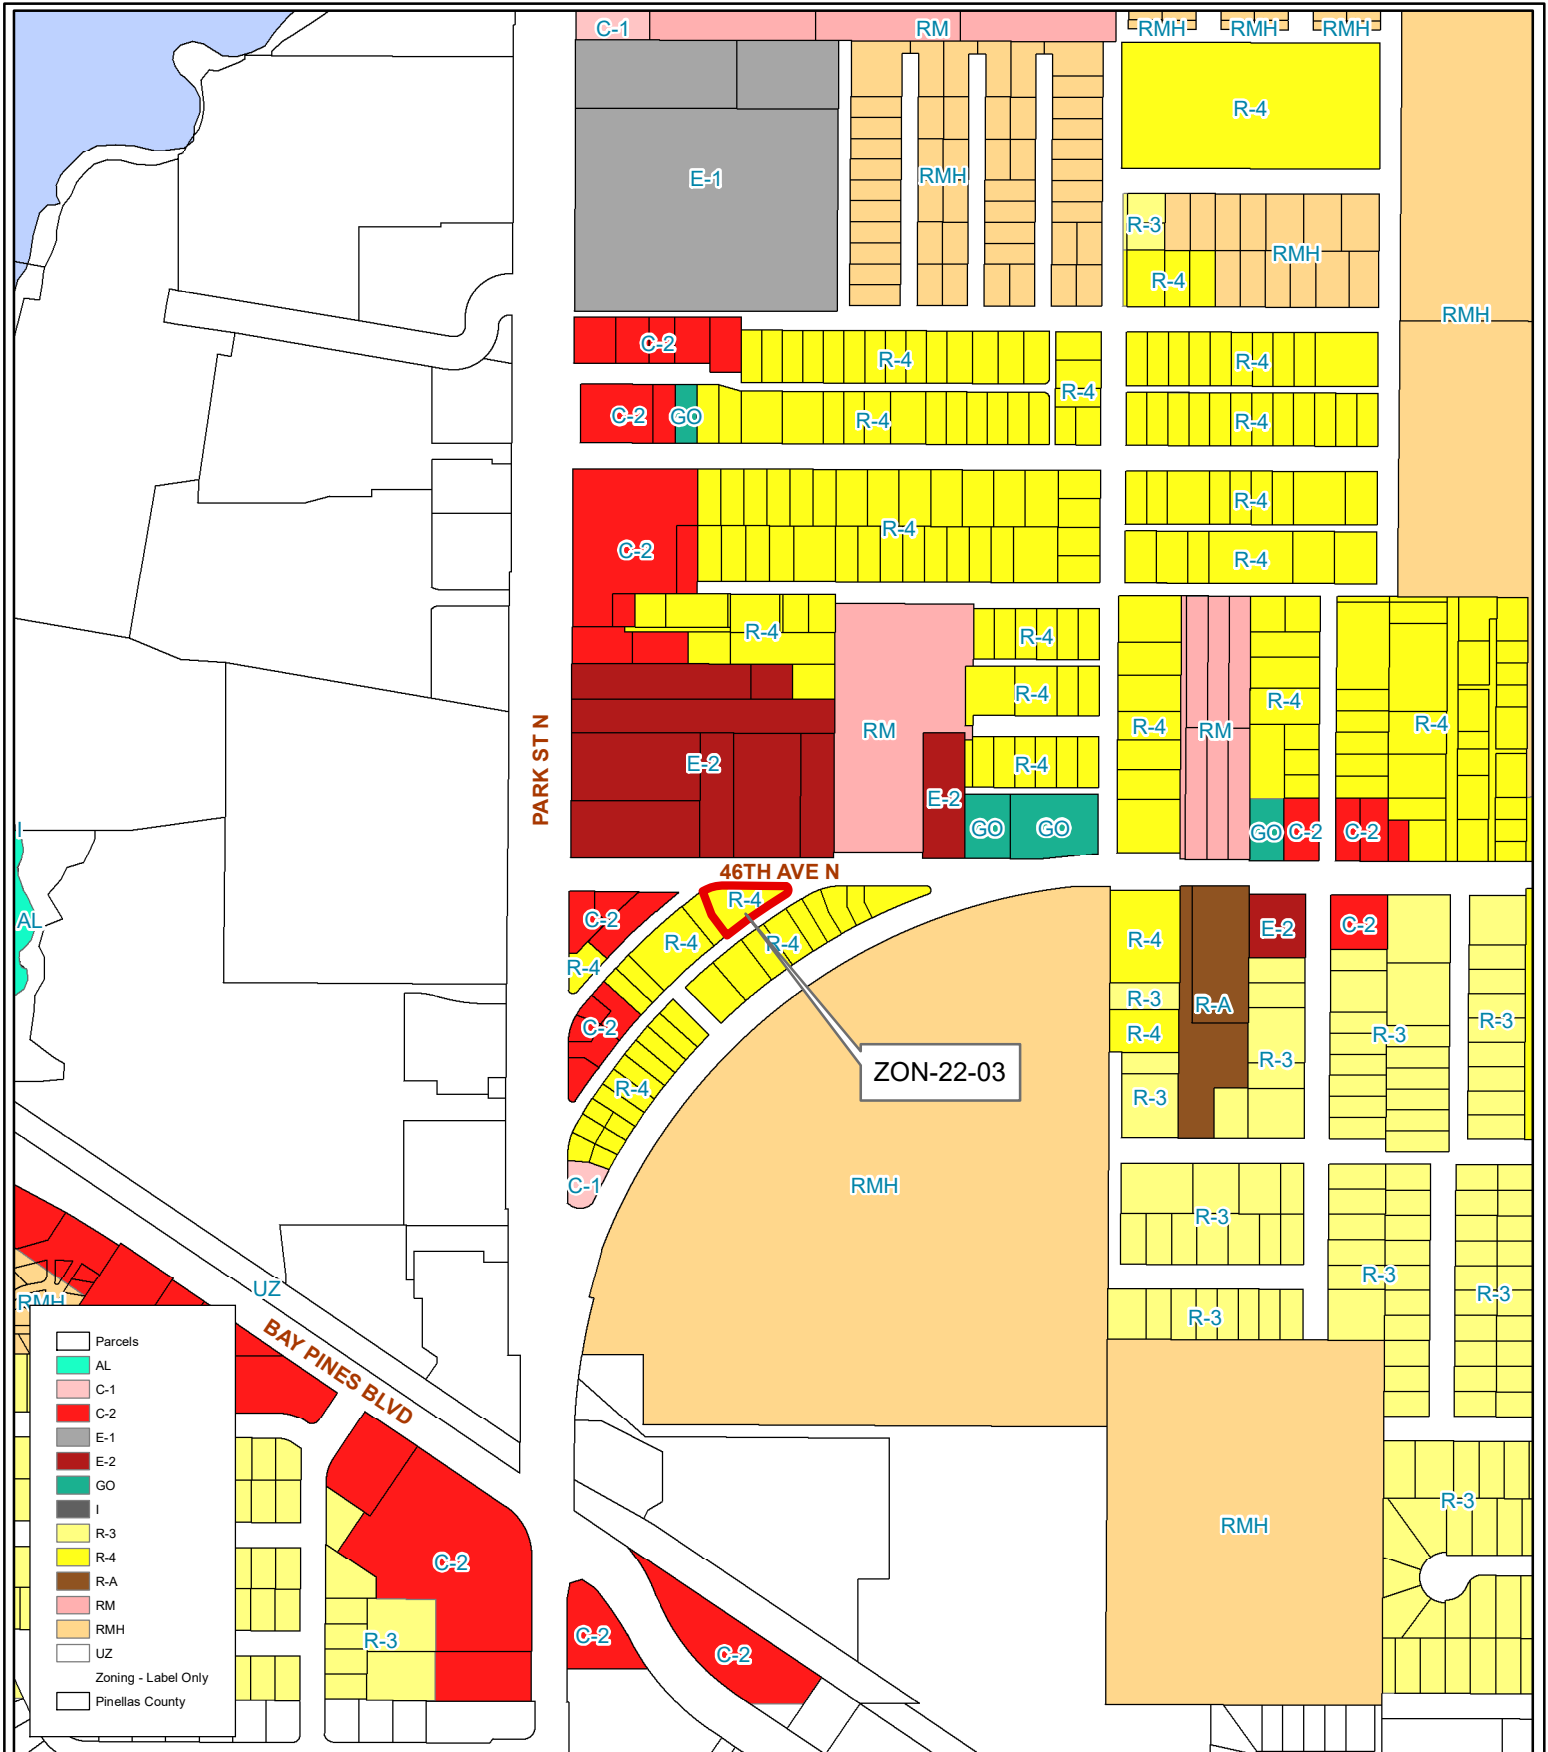 C-1
RM
RMH
RMH
RMH
R-4
E-1
RMH
R-3
RMH
R-4
RMH
C-2
R-4
R-4
R-4
C-2
GO
R-4
R-4
R-4
R-4
C-2
R-4
R-4
R-4
R-4
R-4
R-4
R-4
RM
R-4
RM
R-4
PARK ST N
E-2
R-4
E-2
GO
GO
GO
C-2
C-2
I
46TH AVE N
R-4
C-2
AL
R-4
R-4
R-4
E-2
C-2
R-4
R-3
R-A
C-2
R-4
R-3
R-3
R-3
ZON-22-03
R-4
R-3
C-1
RMH
R-3
R-3
UZ
R-3
RMH
R-3
BAY PINES BLVD
Parcels
AL
C-1
C-2
E-1
E-2
GO
I
R-3
R-4
R-A
RM
RMH
UZ
Zoning - Label Only
Pinellas County
R-3
RMH
C-2
R-3
C-2
C-2